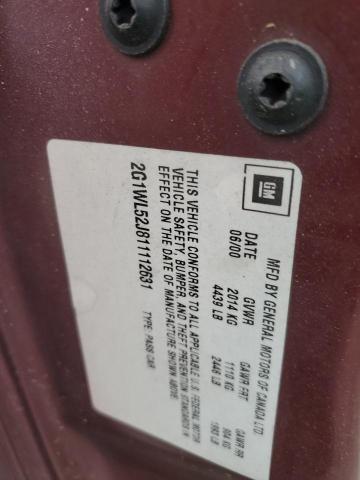 GM
MFD BY GENERAL MOTORS OF CANADA LTD.
DATE GVWR GAWR FRT GAWR RR
06/00 2014 KG 1110 KG 904 KG
4439 LB 2446 LB 1993 LB
THIS VEHICLE CONFORMS TO ALL APPLICABLE U.S. FEDERAL MOTOR
VEHICLE SAFETY, BUMPER, AND THEFT PREVENTION STANDARDS IN
EFFECT ON THE DATE OF MANUFACTURE SHOWN ABOVE.
2G1WL52J811112631 TYPE: PASS CAR